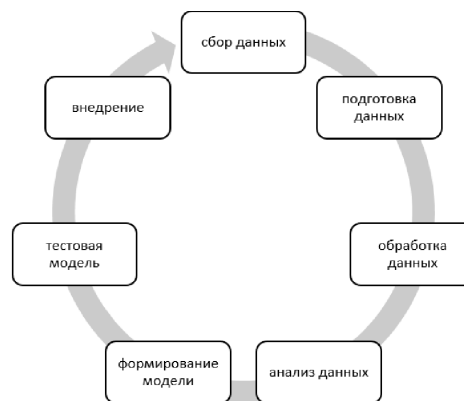 сбор данных
подготовка
данных
обработка
данных
анализ данных
формирование
модели
тестовая
модель
внедрение